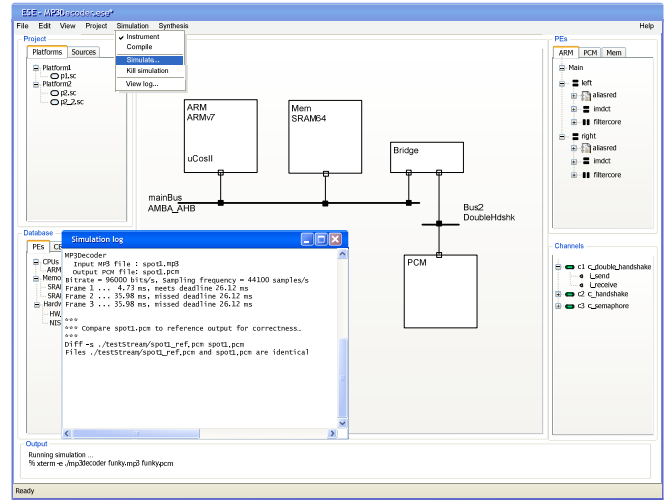 ESE - MP3Decoder.ese*
File Edit View Project Simulation Synthesis Help
Instrument
Compile
Simulate...
Kill simulation
View log...
Project
Platforms Sources
Platform1
p1.sc
Platform2
p2.sc
p2_2.sc
ARM
ARMv7
uCosII
Mem
SRAM64
Bridge
mainBus
AMBA_AHB
Bus2
DoubleHdshk
PCM
PEs
ARM PCM Mem
Main
left
aliasred
imdct
filtercore
right
aliasred
imdct
filtercore
Channels
c1 c_double_handshake
i_send
i_receive
c2 c_handshake
c3 c_semaphore
Database
PEs
CPUs
ARM
SRA
SRA
HW
NIS
Simulation log
MP3Decoder
Input MP3 file : spot1.mp3
Output PCM file: spot1.pcm
Bitrate = 96000 bits/s, Sampling frequency = 44100 samples/s
Frame 1 ... 4.73 ms, meets deadline 26.12 ms
Frame 2 ... 35.98 ms, missed deadline 26.12 ms
Frame 3 ... 35.98 ms, missed deadline 26.12 ms
***
*** Compare spot1.pcm to reference output for correctness.
***
Diff -s ./testStream/spot1_ref.pcm spot1.pcm
Files ./testStream/spot1_ref.pcm and spot1.pcm are identical
Output
Running simulation ...
% xterm -e ./mp3decoder funky.mp3 funky.pcm
Ready